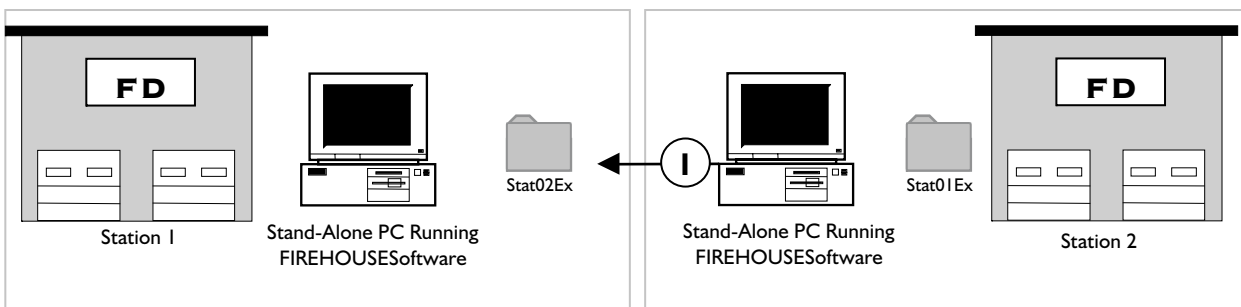 FD
Station 1
Stand-Alone PC Running
FIREHOUSESoftware
Stat02Ex
1
Stand-Alone PC Running
FIREHOUSESoftware
Stat01Ex
FD
Station 2